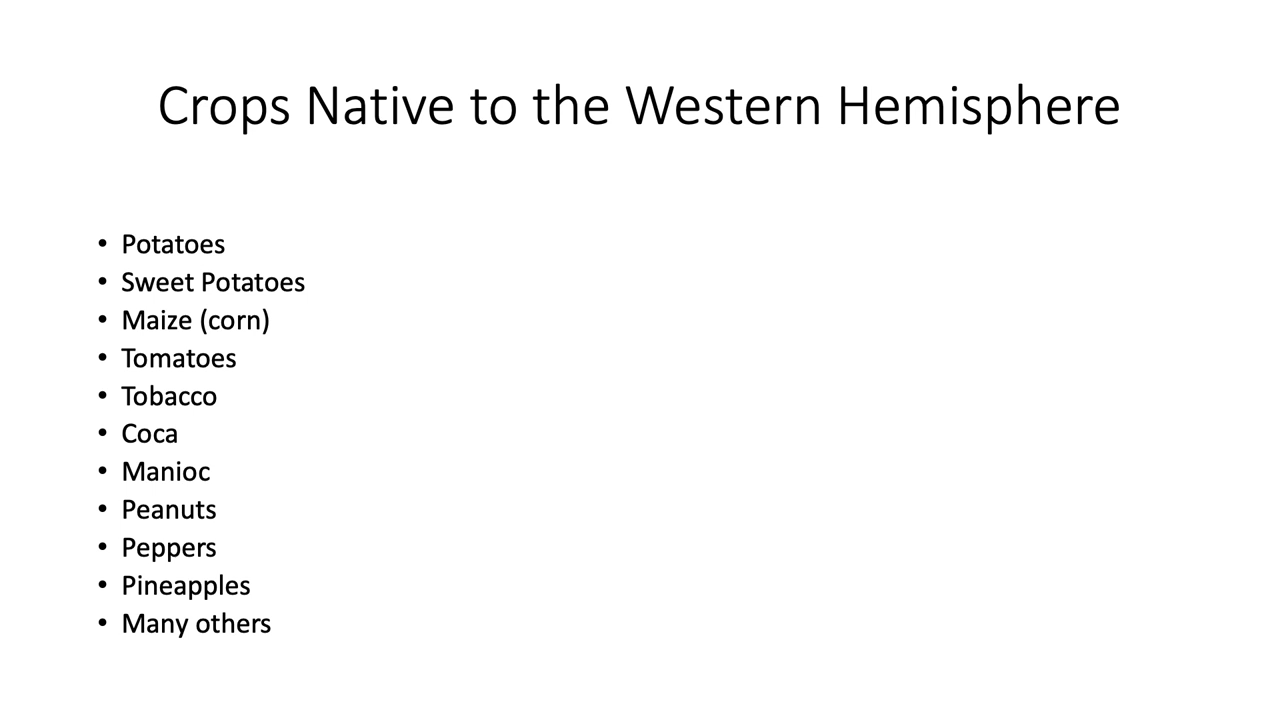 Crops Native to the Western Hemisphere
• Potatoes
• Sweet Potatoes
• Maize (corn)
• Tomatoes
• Tobacco
• Coca
• Manioc
• Peanuts
• Peppers
• Pineapples
• Many others